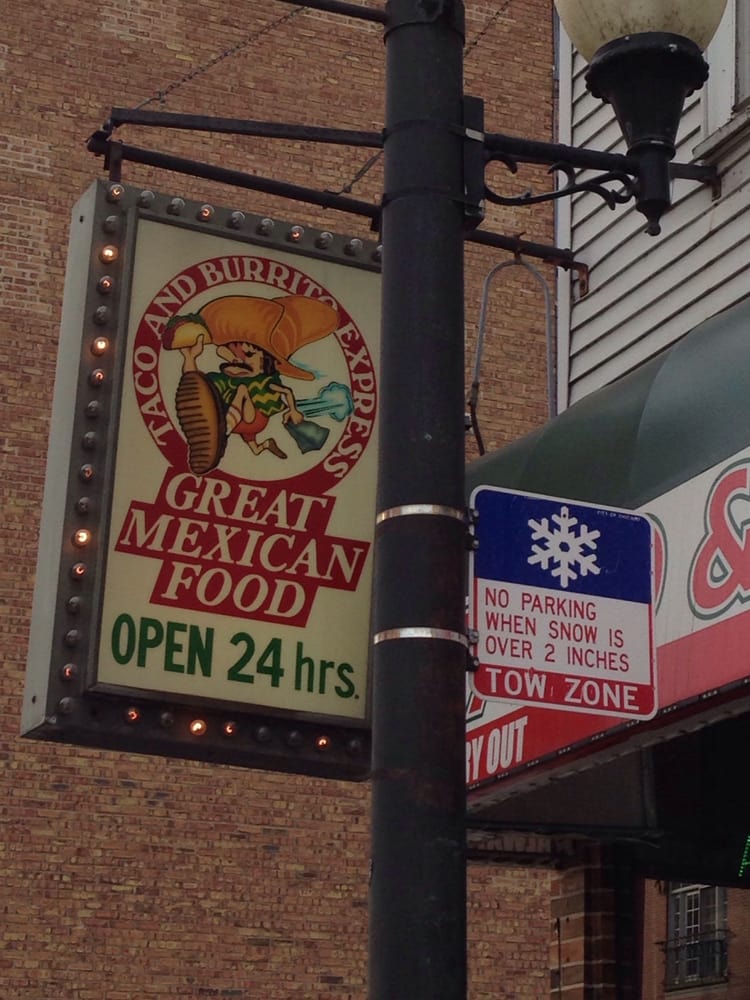 TACO AND BURRITO EXPRESS
GREAT
MEXICAN
FOOD
OPEN 24 hrs.
NO PARKING
WHEN SNOW IS
OVER 2 INCHES
TOW ZONE
&
RY OUT